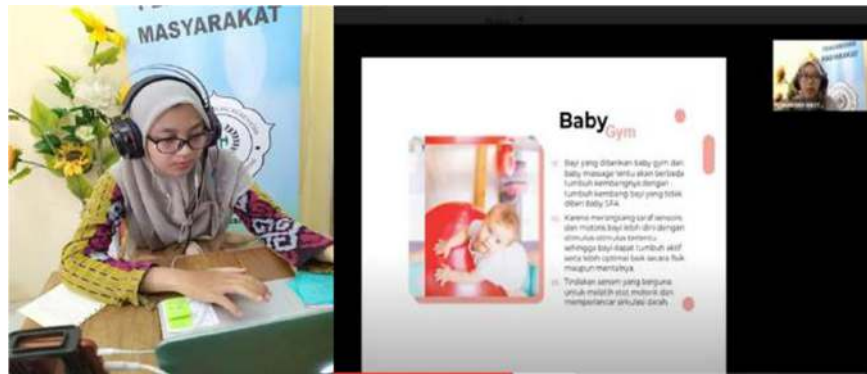 MASYARAKAT
Baby
Gym
Bayi yang diberikan baby gym dan
baby massage tentu akan berbeda
tumbuh kembangnya dengan
tumbuh kembang bayi yang tidak
diberi Baby SPA
Karena merangsang saraf sensoris
dan motoris bayi lebih dini dengan
stimulus-stimulus tertentu
sehingga bayi dapat tumbuh aktif
serta lebih optimal baik secara fisik
maupun mentalnya.
Tindakan senam yang berguna
untuk melatih otot motorik dan
memperlancar sirkulasi darah